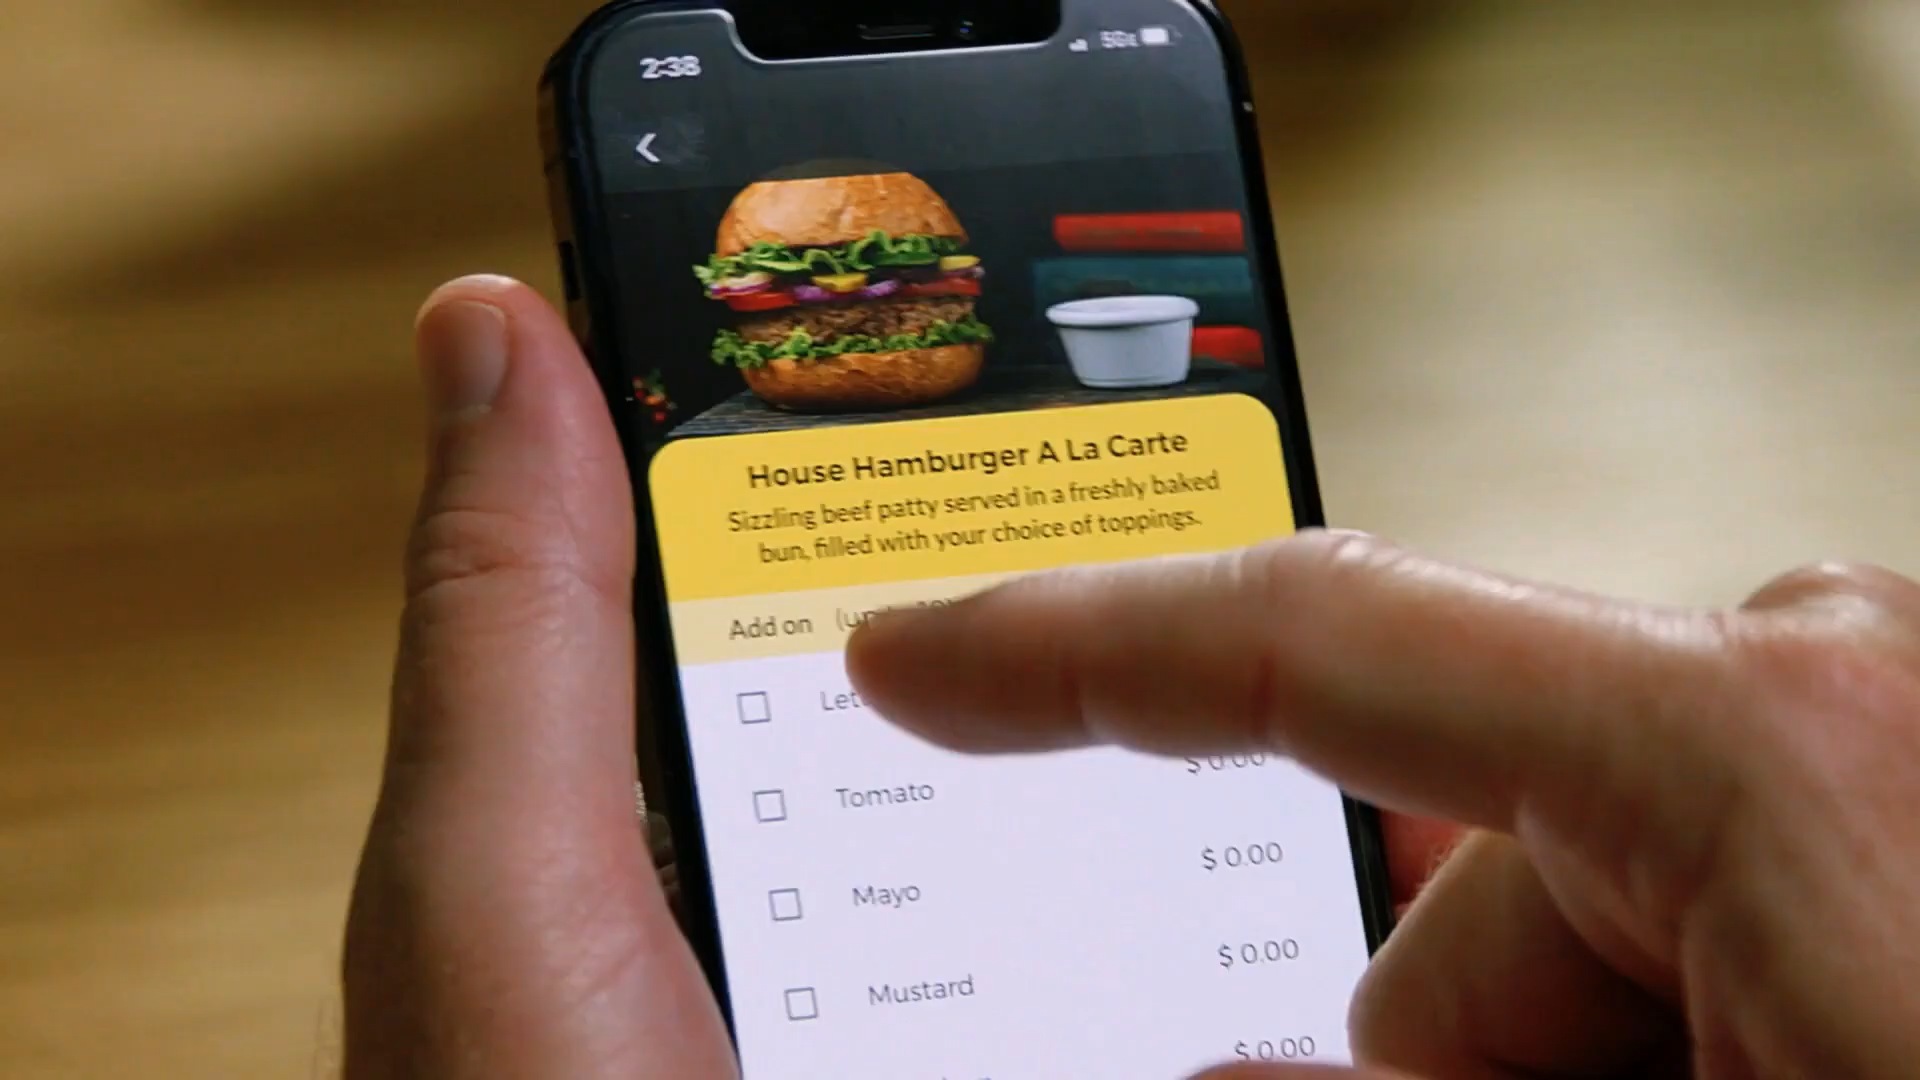 2:38
House Hamburger A La Carte
Sizzling beef patty served in a freshly baked
bun, filled with your choice of toppings.
Add on
$ 0.00
Tomato
$ 0.00
Mayo
$ 0.00
Mustard
$ 0.00